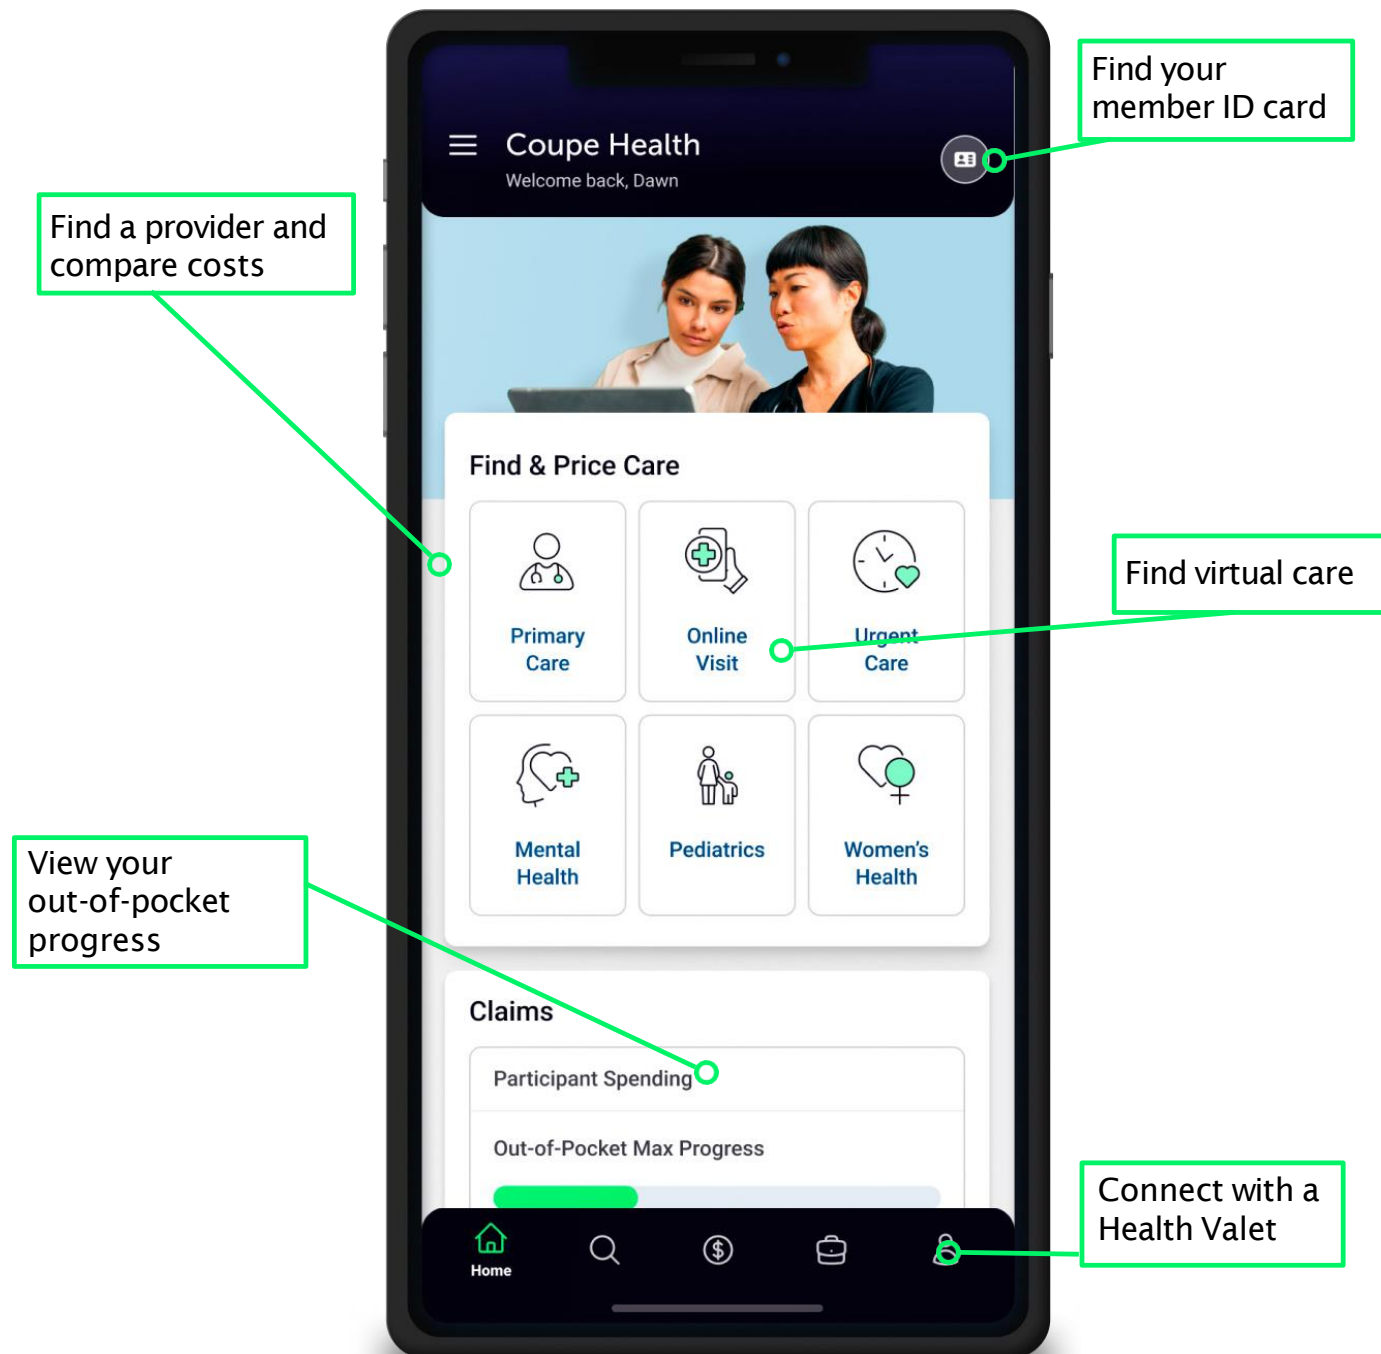 Find your
member ID card
Coupe Health
Welcome back, Dawn
Find a provider and
compare costs
Find & Price Care
Primary
Care
Online
Visit
Urgent
Care
Find virtual care
Mental
Health
Pediatrics
Women's
Health
View your
out-of-pocket
progress
Claims
Participant Spending
Out-of-Pocket Max Progress
Connect with a
Health Valet
Home